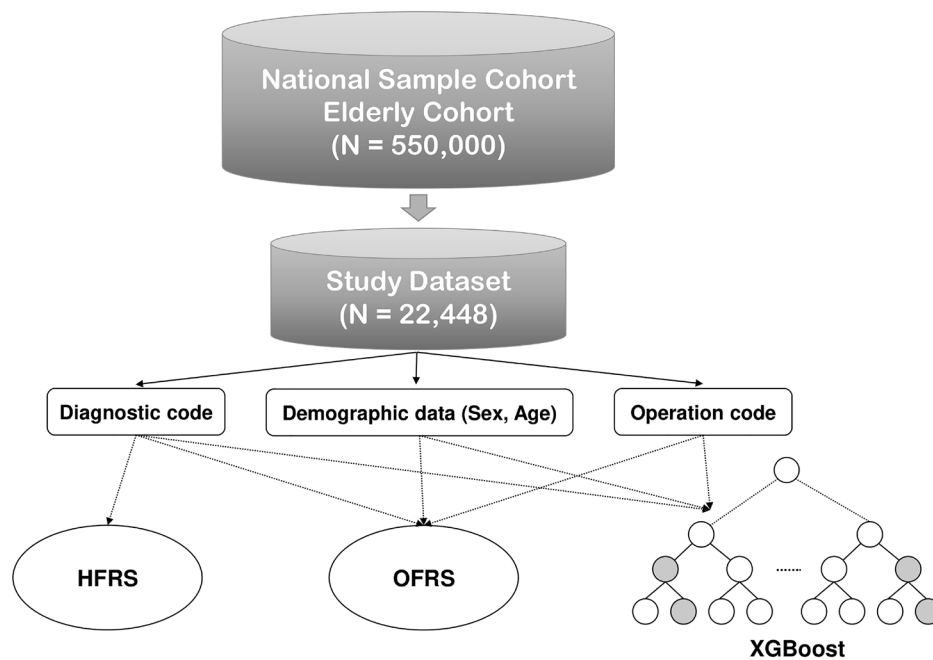 National Sample Cohort
Elderly Cohort
(N = 550,000)
Study Dataset
(N = 22,448)
Diagnostic code
Demographic data (Sex, Age)
Operation code
HFRS
OFRS
XGBoost